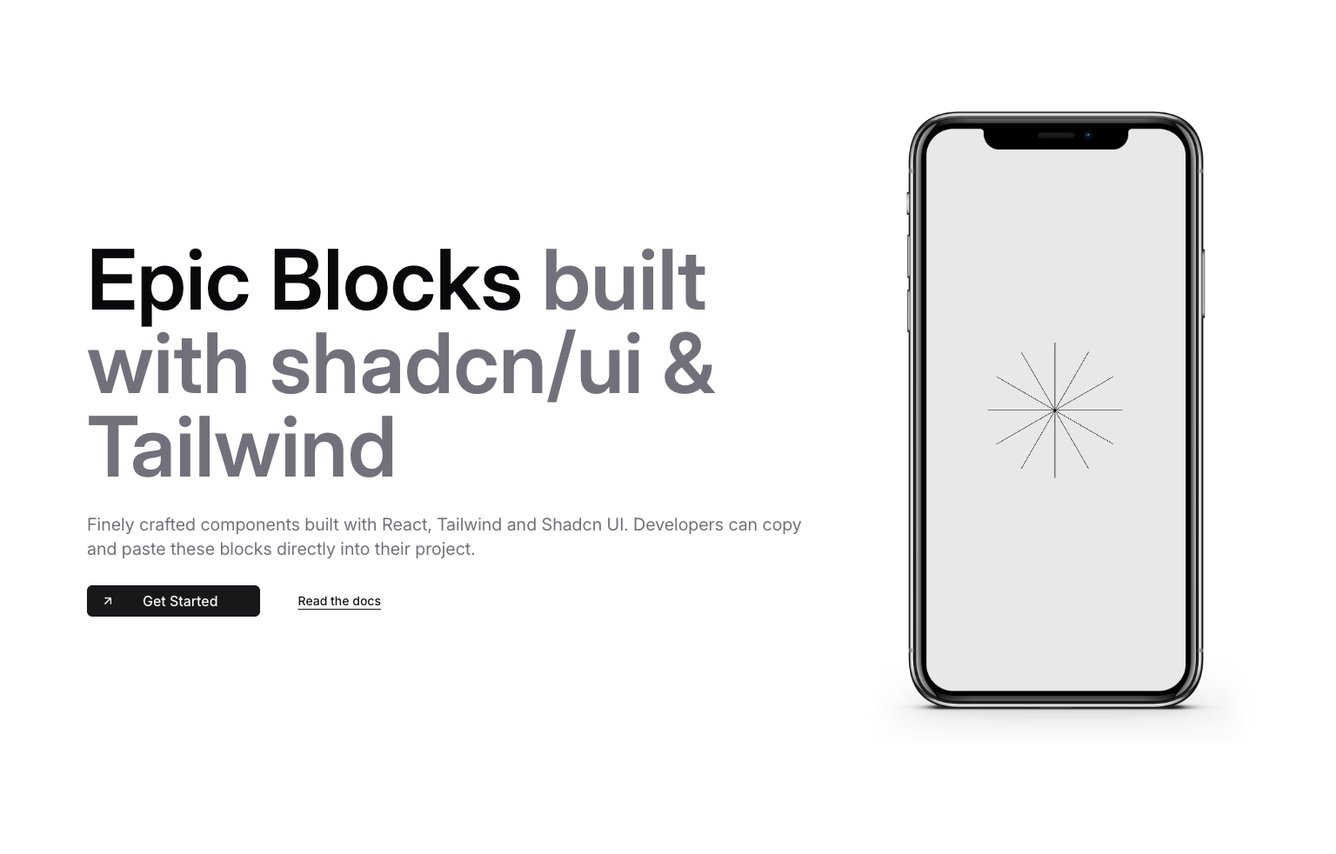 Epic Blocks built
with shadcn/ui &
Tailwind
Finely crafted components built with React, Tailwind and Shadcn UI. Developers can copy
and paste these blocks directly into their project.
Get Started
Read the docs